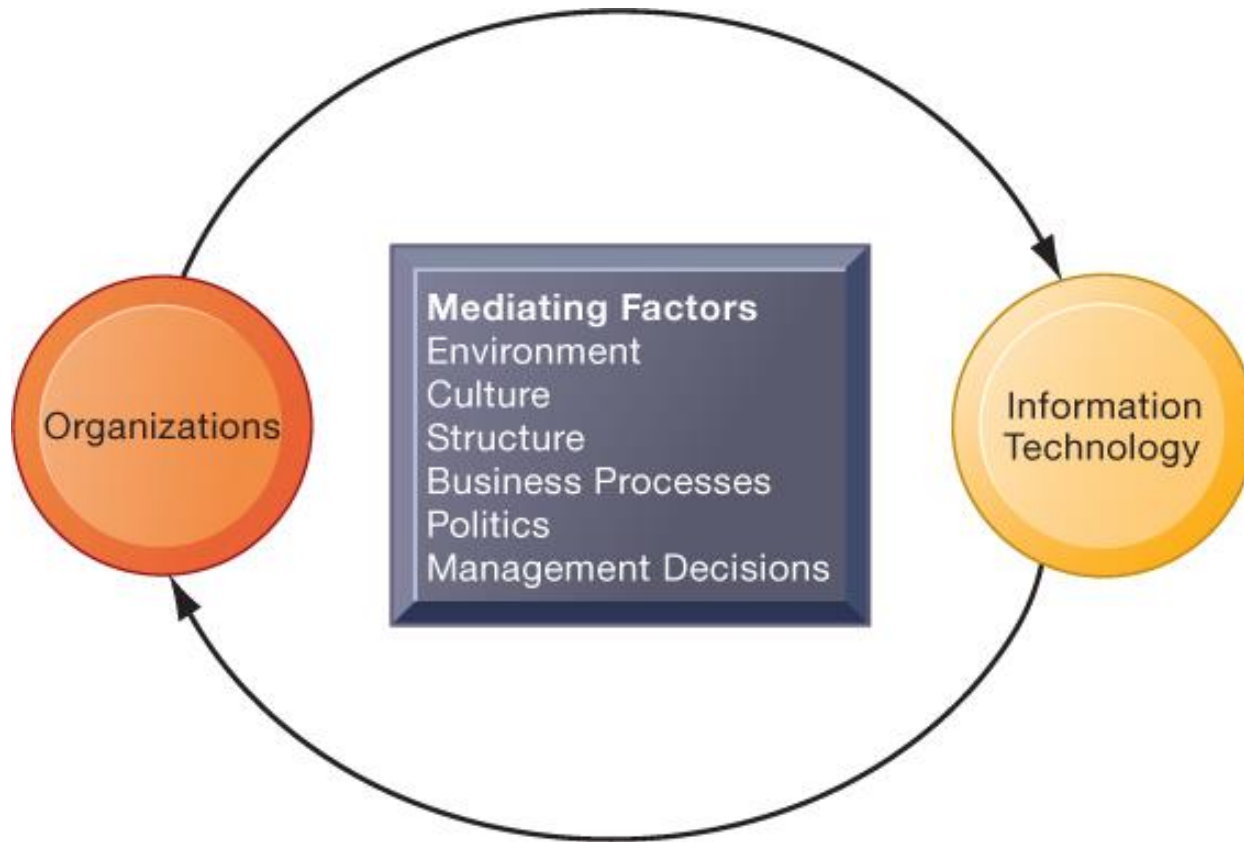 Organizations
Mediating Factors
Environment
Culture
Structure
Business Processes
Politics
Management Decisions
Information
Technology